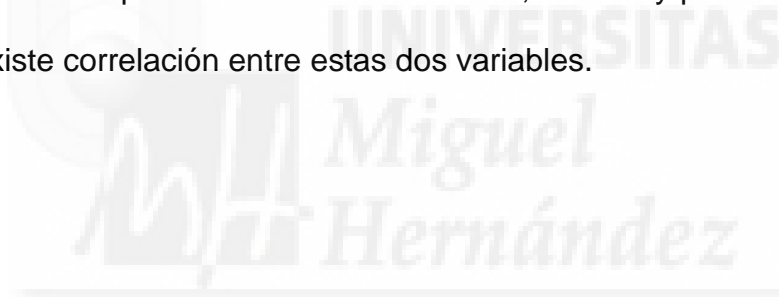 xiste correlación entre estas dos variables.
UNIVERSITAS
Miguel
Hernández